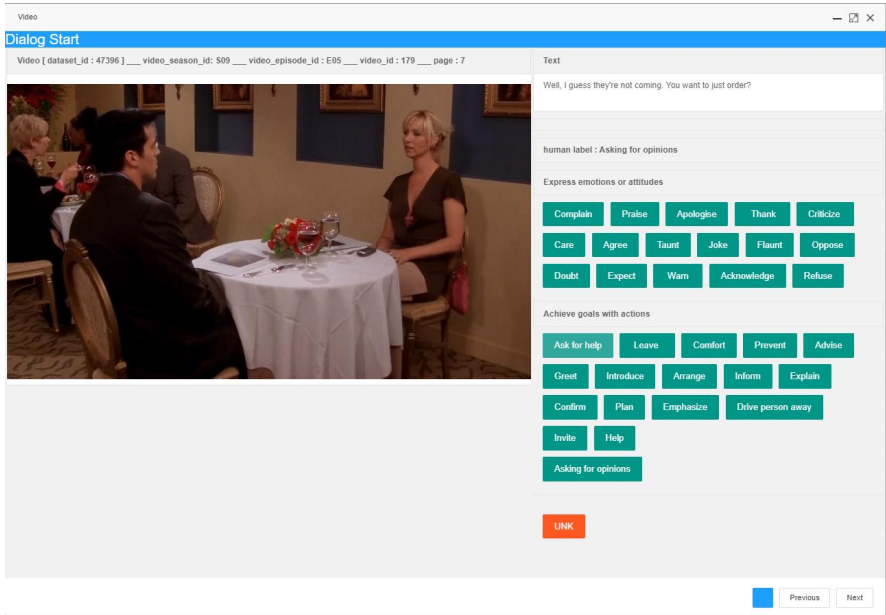 Video
Dialog Start
Video [ dataset_id : 47396 ] ___ video_season_id: S09 ___ video_episode_id : E05 ___ video_id : 179 ___ page : 7
Text
Well, I guess they're not coming. You want to just order?
human label : Asking for opinions
Express emotions or attitudes
Complain Praise Apologise Thank Criticize
Care Agree Taunt Joke Flaunt Oppose
Doubt Expect Warn Acknowledge Refuse
Achieve goals with actions
Ask for help Leave Comfort Prevent Advise
Greet Introduce Arrange Inform Explain
Confirm Plan Emphasize Drive person away
Invite Help
Asking for opinions
UNK
Previous Next